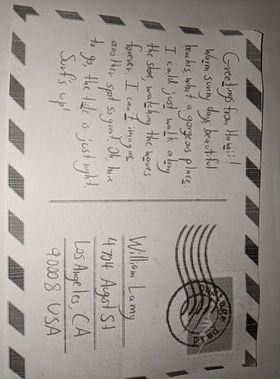 Greetings from Hawaii!
Warm sunny days, beautiful
beaches, what a gorgeous place.
I could just walk along
the shore, watching the waves
forever. I can't imagine
another spot so great. Oh, have
to go, the tide is just right.
Surf's up!
postage paid
William Lamy
4704 Augst St
Los Angeles, CA
90008 USA